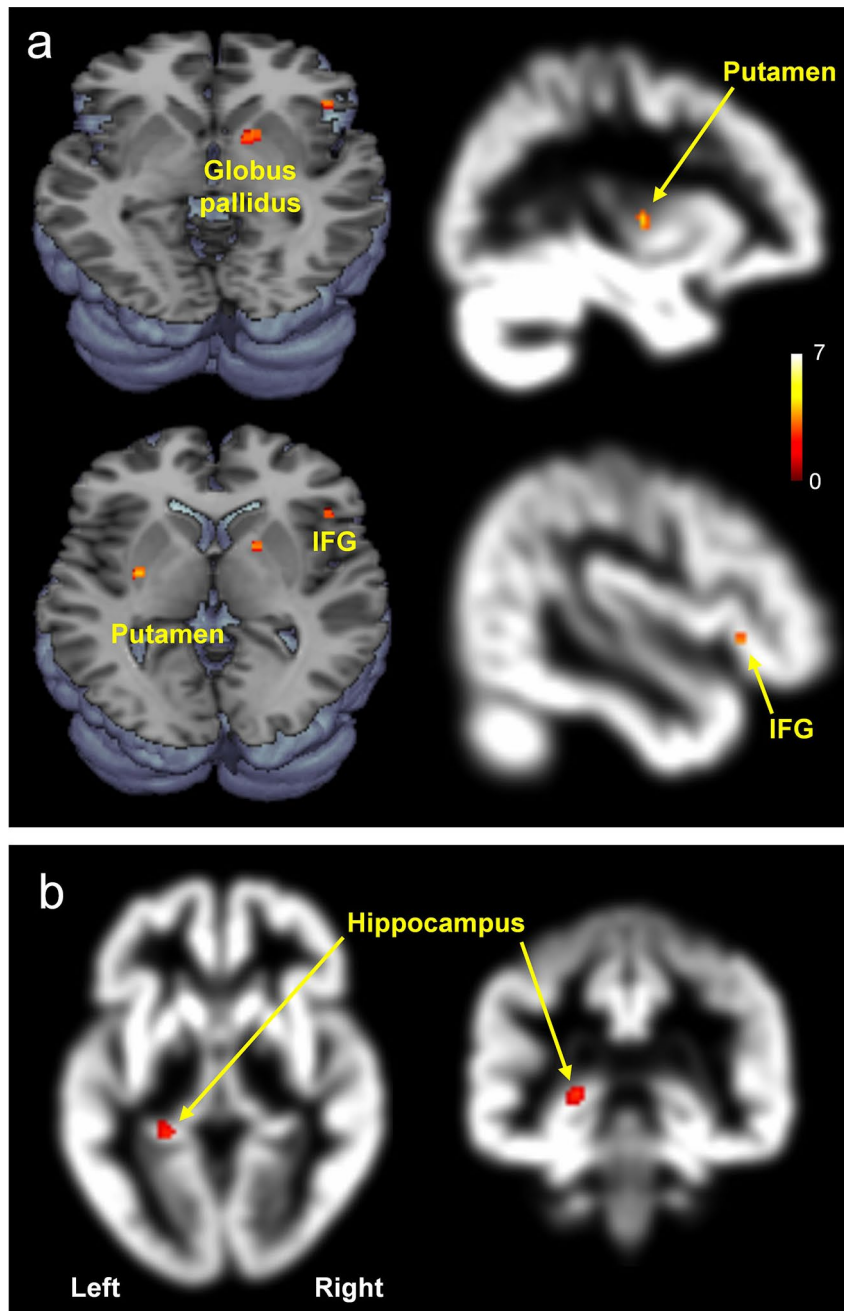 a
Putamen
Globus
pallidus
7
0
IFG
Putamen
IFG
b
Hippocampus
Left
Right